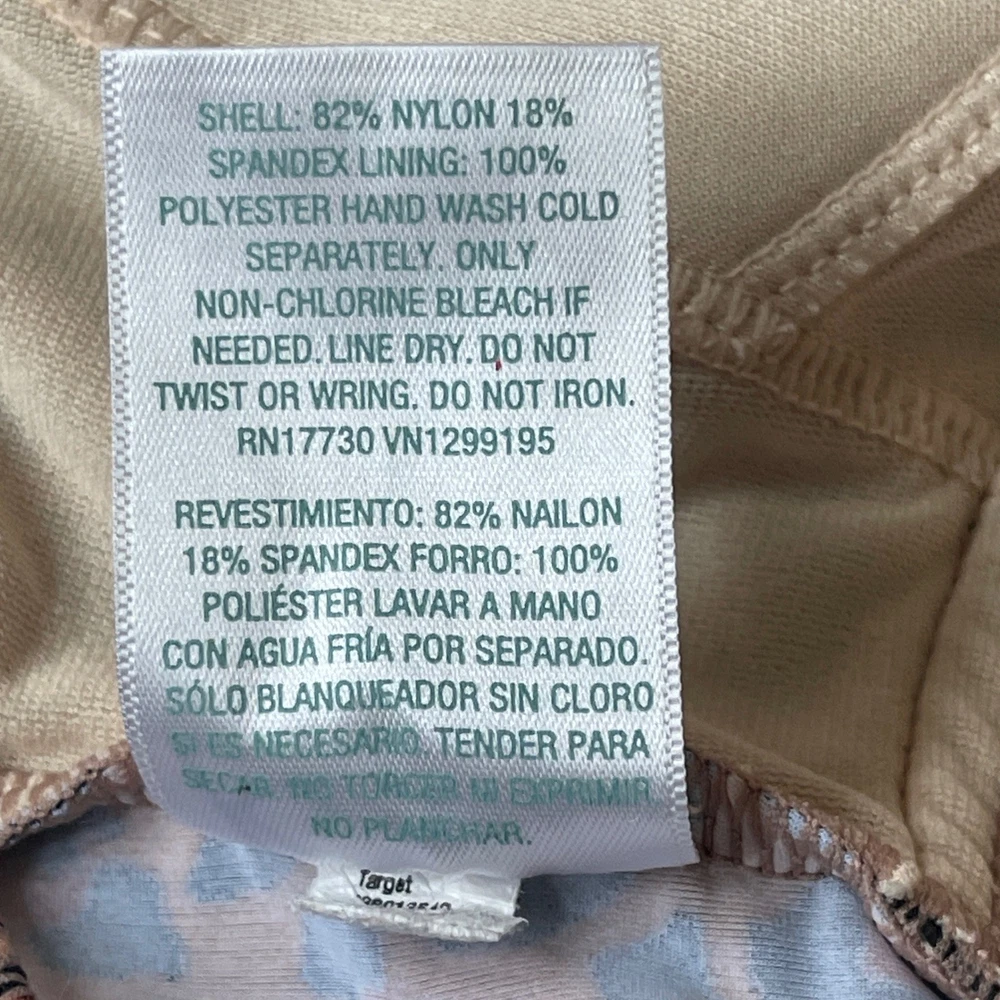 SHELL: 82% NYLON 18%
SPANDEX LINING: 100%
POLYESTER HAND WASH COLD
SEPARATELY. ONLY
NON-CHLORINE BLEACH IF
NEEDED. LINE DRY. DO NOT
TWIST OR WRING. DO NOT IRON.
RN17730 VN1299195
REVESTIMIENTO: 82% NAILON
18% SPANDEX FORRO: 100%
POLIÉSTER LAVAR A MANO
CON AGUA FRÍA POR SEPARADO.
SÓLO BLANQUEADOR SIN CLORO
SI ES NECESARIO. TENDER PARA
SECAR NO TORCER NI EXPRIMIR
NO PLANCHAR.
Target